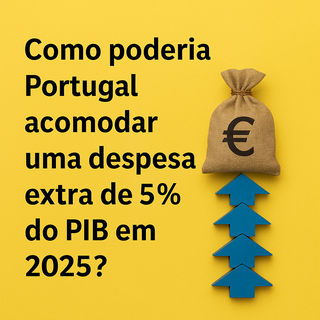 Como poderia
Portugal
acomodar
uma despesa
extra de 5%
do PIB em
2025?
€